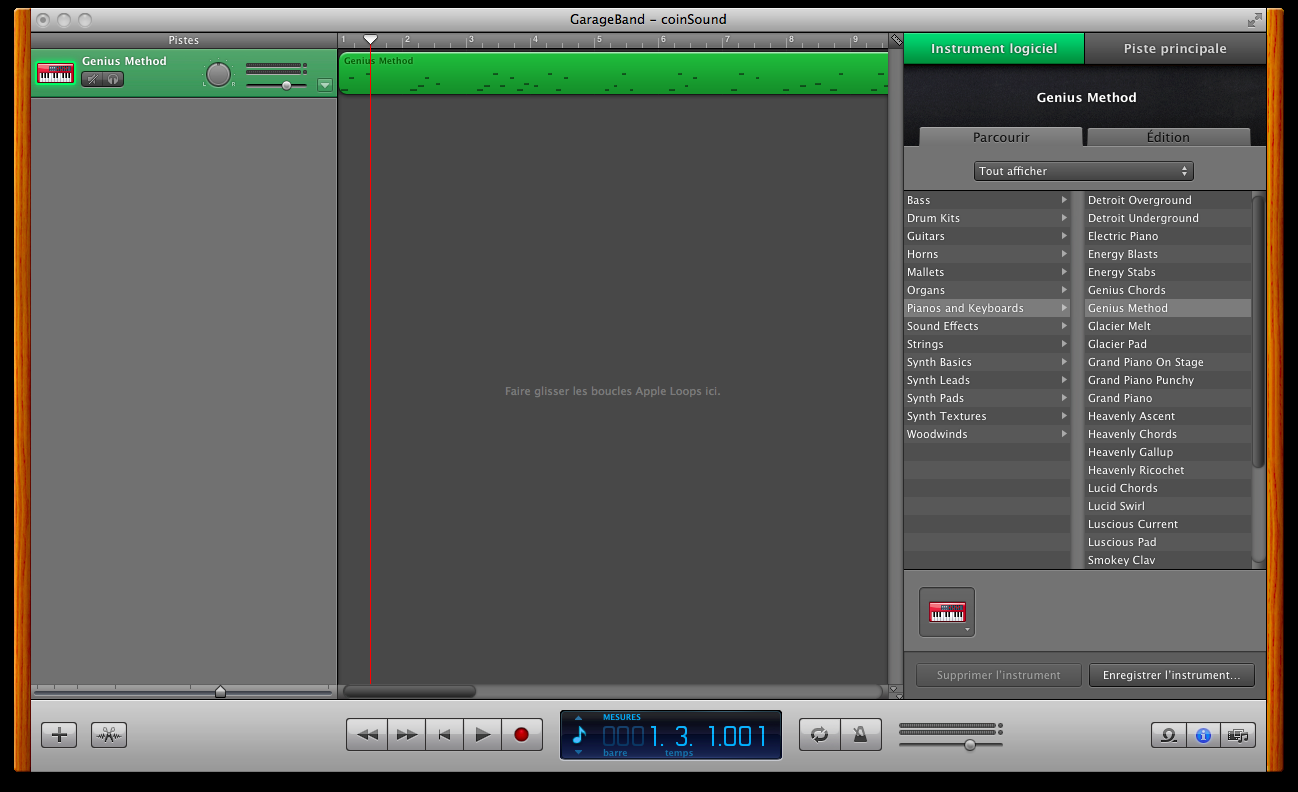 GarageBand – coinSound
Pistes
1 2 3 4 5 6 7 8 9
Instrument logiciel
Piste principale
Genius Method
L R
Genius Method
Genius Method
Parcourir
Édition
Tout afficher
Bass
Drum Kits
Guitars
Horns
Mallets
Organs
Pianos and Keyboards
Sound Effects
Strings
Synth Basics
Synth Leads
Synth Pads
Synth Textures
Woodwinds
Detroit Overground
Detroit Underground
Electric Piano
Energy Blasts
Energy Stabs
Genius Chords
Genius Method
Glacier Melt
Glacier Pad
Grand Piano On Stage
Grand Piano Punchy
Grand Piano
Heavenly Ascent
Heavenly Chords
Heavenly Gallup
Heavenly Ricochet
Lucid Chords
Lucid Swirl
Luscious Current
Luscious Pad
Smokey Clav
Faire glisser les boucles Apple Loops ici.
Supprimer l'instrument
Enregistrer l'instrument...
MESURES
0001. 3. 1.001
barre temps